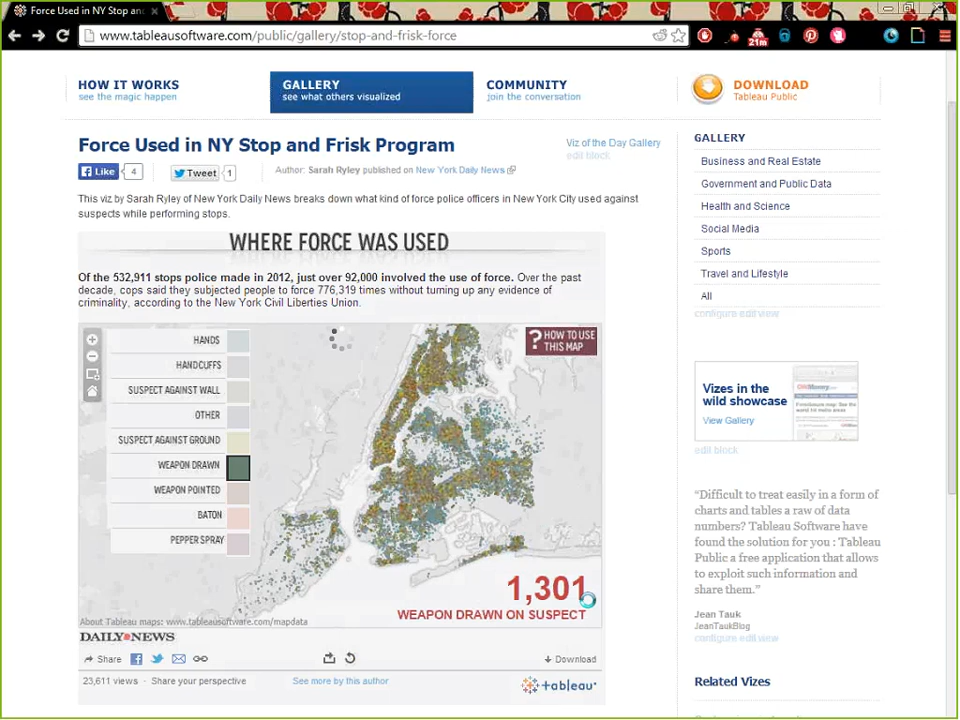 Force Used in NY Stop an
www.tableausoftware.com/public/gallery/stop-and-frisk-force
21m
HOW IT WORKS
see the magic happen
GALLERY
see what others visualized
COMMUNITY
join the conversation
DOWNLOAD
Tableau Public
Force Used in NY Stop and Frisk Program
Viz of the Day Gallery
edit block
Like 4
Tweet 1
Author: Sarah Ryley published on New York Daily News
This viz by Sarah Ryley of New York Daily News breaks down what kind of force police officers in New York City used against
suspects while performing stops.
WHERE FORCE WAS USED
Of the 532,911 stops police made in 2012, just over 92,000 involved the use of force. Over the past
decade, cops said they subjected people to force 776,319 times without turning up any evidence of
criminality, according to the New York Civil Liberties Union.
HANDS
HANDCUFFS
SUSPECT AGAINST WALL
OTHER
SUSPECT AGAINST GROUND
WEAPON DRAWN
WEAPON POINTED
BATON
PEPPER SPRAY
? HOW TO USE
THIS MAP
1,301
WEAPON DRAWN ON SUSPECT
About Tableau maps: www.tableausoftware.com/mapdata
DAILY NEWS
Share
Download
23,611 views · Share your perspective
See more by this author
tableau
GALLERY
Business and Real Estate
Government and Public Data
Health and Science
Social Media
Sports
Travel and Lifestyle
All
configure edit view
Vizes in the
wild showcase
View Gallery
edit block
“Difficult to treat easily in a form of
charts and tables a raw of data
numbers? Tableau Software have
found the solution for you : Tableau
Public a free application that allows
to exploit such information and
share them.”
Jean Tauk
JeanTaukBlog
configure edit view
Related Vizes